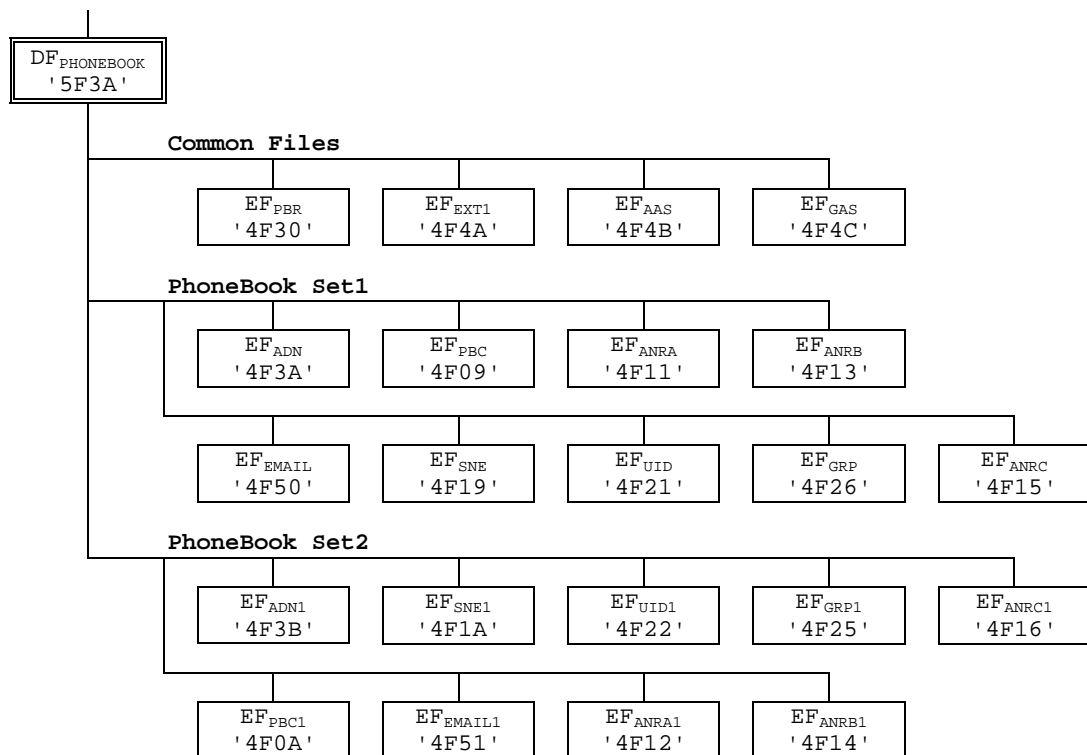 DFPHONEBOOK
'5F3A'
Common Files
EFPBR EFEXT1 EFAAS EFGAS
'4F30' '4F4A' '4F4B' '4F4C'
PhoneBook Set1
EFADN EFPBC EFANRA EFANRB
'4F3A' '4F09' '4F11' '4F13'
EFEMAIL EFSNE EFUID EFGRP EFANRC
'4F50' '4F19' '4F21' '4F26' '4F15'
PhoneBook Set2
EFADN1 EFSNE1 EFUID1 EFGRP1 EFANRC1
'4F3B' '4F1A' '4F22' '4F25' '4F16'
EFPBC1 EFEMAIL1 EFANRA1 EFANRB1
'4F0A' '4F51' '4F12' '4F14'